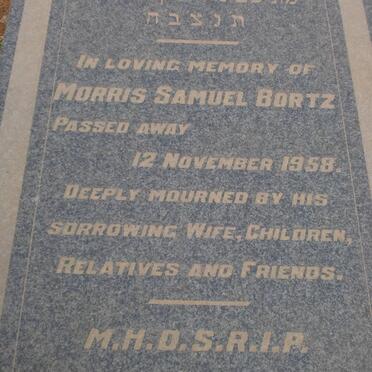 תנצבה
IN LOVING MEMORY OF
MORRIS SAMUEL BORTZ
PASSED AWAY
12 NOVEMBER 1958.
DEEPLY MOURNED BY HIS
SORROWING WIFE, CHILDREN,
RELATIVES AND FRIENDS.
M.H.D.S.R.I.P.